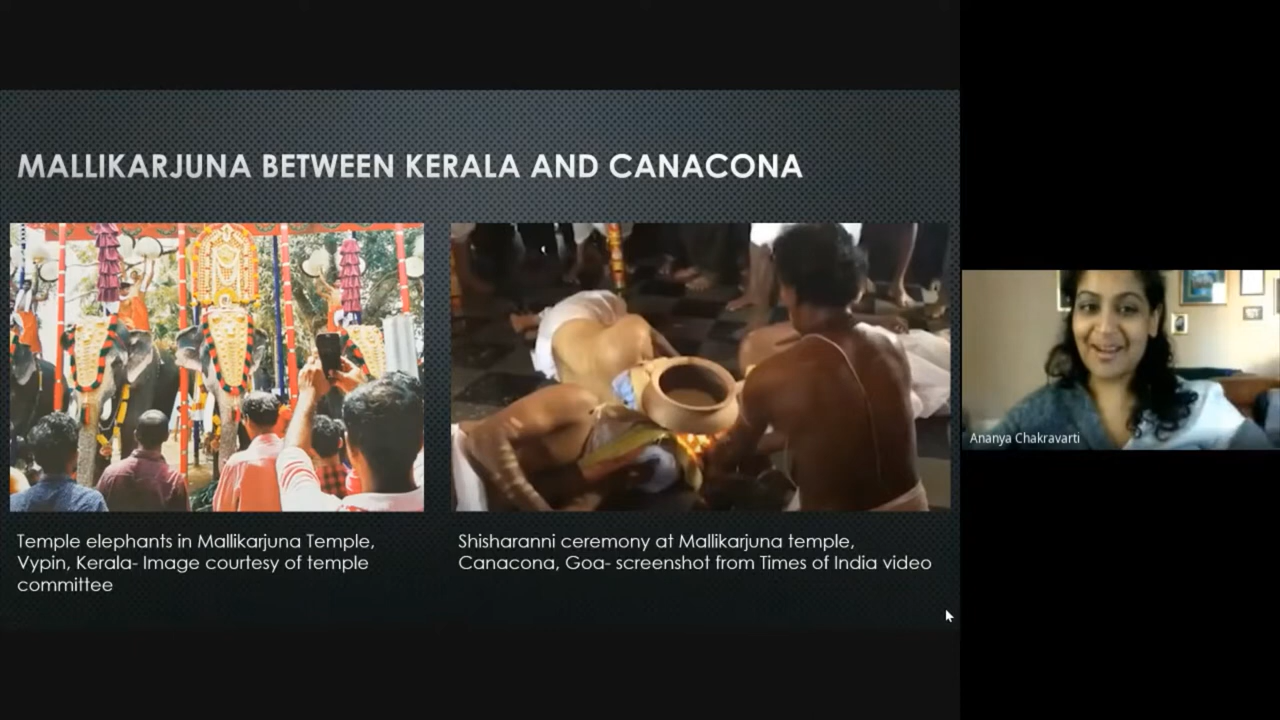 MALLIKARJUNA BETWEEN KERALA AND CANACONA
Temple elephants in Mallikarjuna Temple,
Vypin, Kerala- Image courtesy of temple
committee
Shisharanni ceremony at Mallikarjuna temple,
Canacona, Goa- screenshot from Times of India video
Ananya Chakravarti